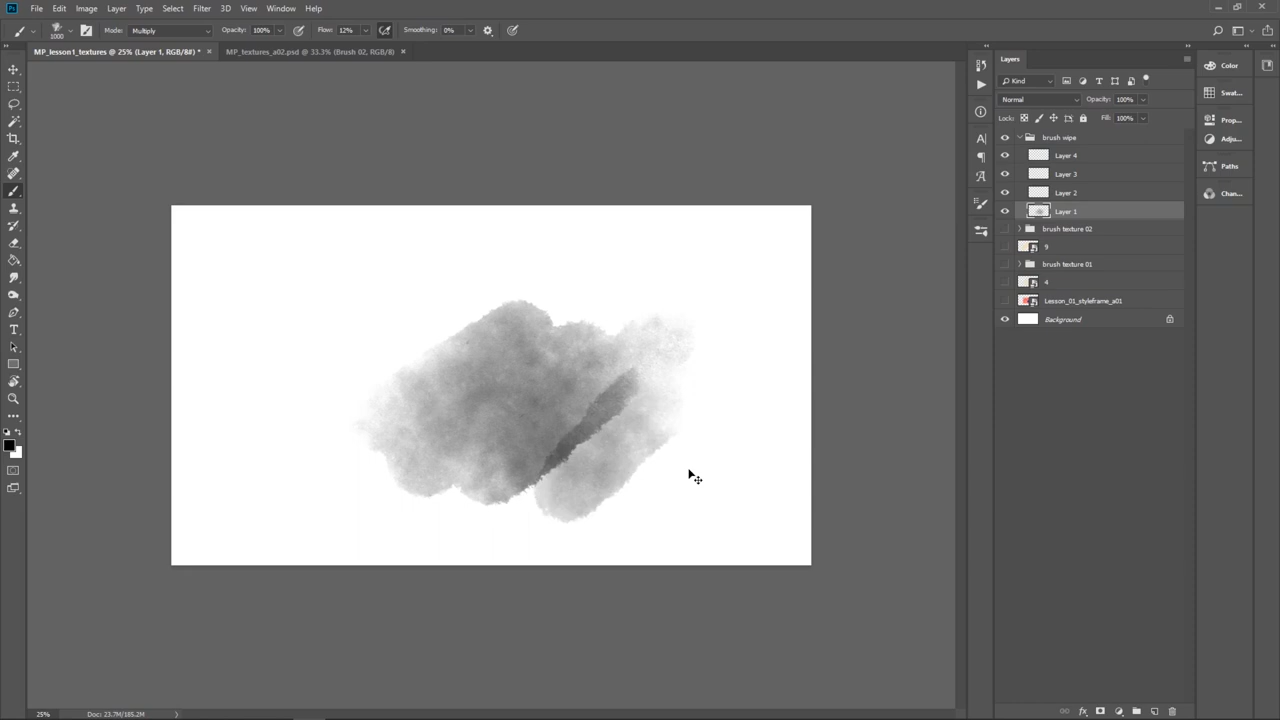 Ps File Edit Image Layer Type Select Filter 3D View Window Help
1000 Mode: Multiply Opacity: 100% Flow: 12% Smoothing: 0%
MP_lesson1_textures @ 25% (Layer 1, RGB/8#) * × MP_textures_a02.psd @ 33.3% (Brush 02, RGB/8) ×
Layers
Kind
Normal Opacity: 100%
Lock: Fill: 100%
brush wipe
Layer 4
Layer 3
Layer 2
Layer 1
brush texture 02
9
brush texture 01
4
Lesson_01_styleframe_a01
Background
Color
Swat...
Prop...
Adju...
Paths
Chan...
25% Doc: 23.7M/185.2M